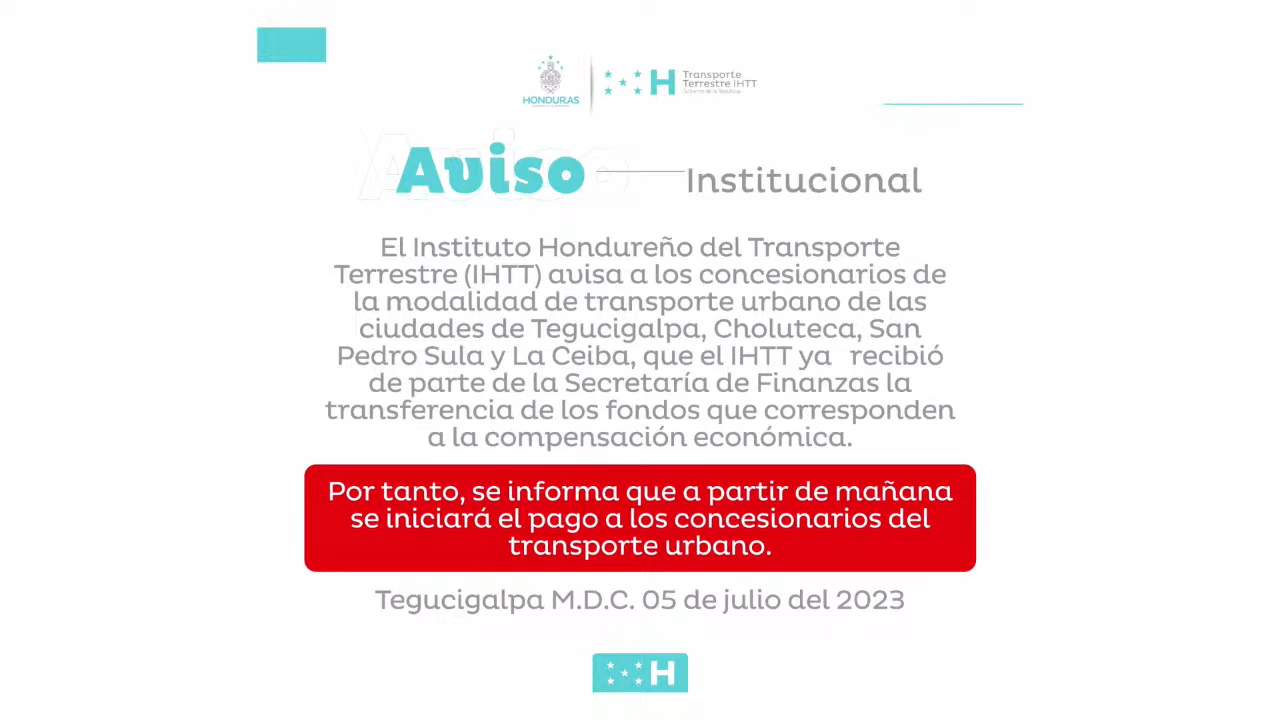 HONDURAS
H
Transporte
Terrestre IHTT
Gobierno de la República
Aviso
Institucional
El Instituto Hondureño del Transporte
Terrestre (IHTT) avisa a los concesionarios de
la modalidad de transporte urbano de las
ciudades de Tegucigalpa, Choluteca, San
Pedro Sula y La Ceiba, que el IHTT ya recibió
de parte de la Secretaría de Finanzas la
transferencia de los fondos que corresponden
a la compensación económica.
Por tanto, se informa que a partir de mañana
se iniciará el pago a los concesionarios del
transporte urbano.
Tegucigalpa M.D.C. 05 de julio del 2023
H